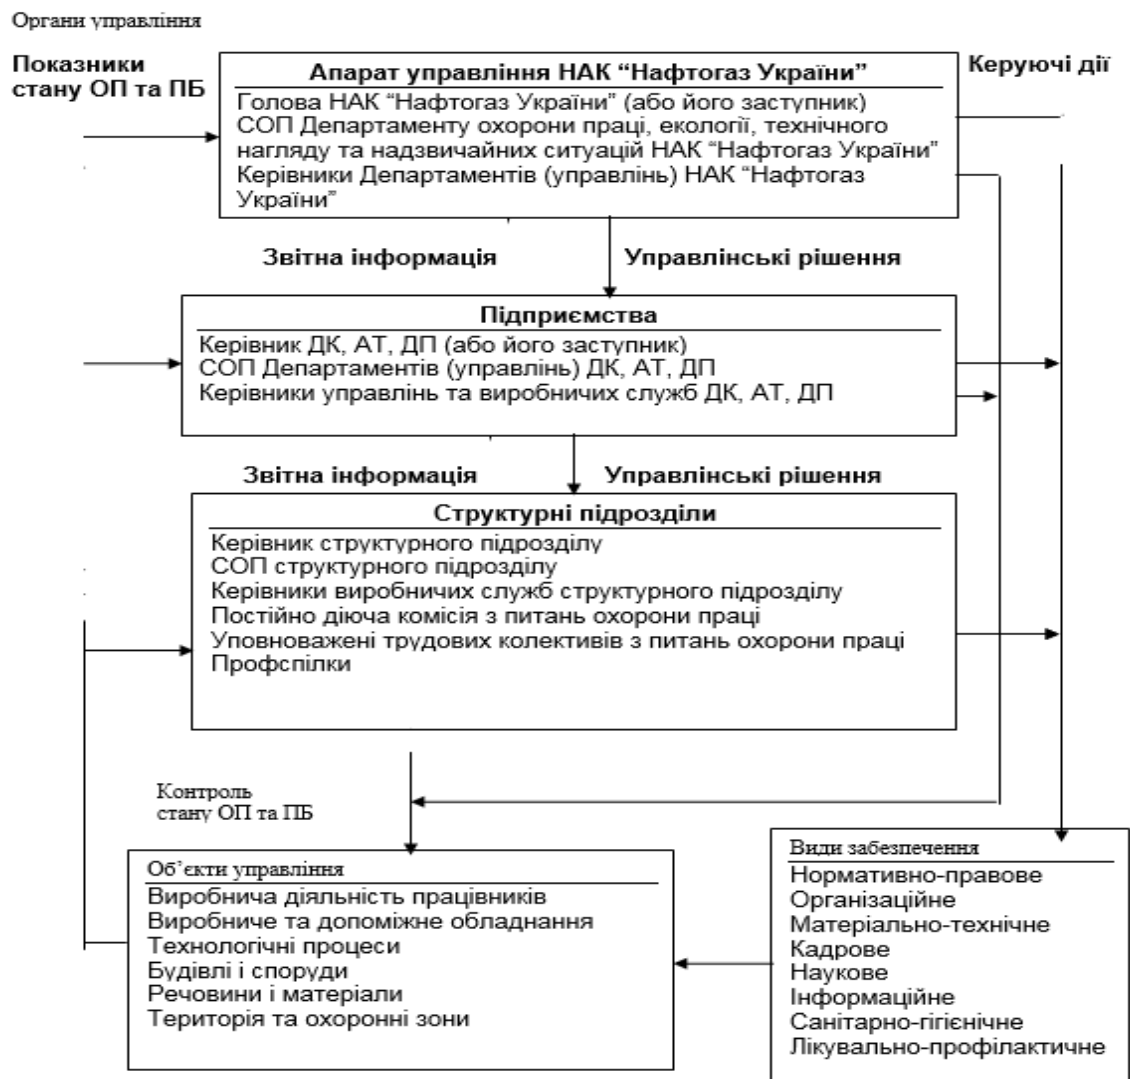 Органи управління
Показники
стану ОП та ПБ
Апарат управління НАК “Нафтогаз України”
Керуючі дії
Голова НАК “Нафтогаз України” (або його заступник)
СОП Департаменту охорони праці, екології, технічного
нагляду та надзвичайних ситуацій НАК “Нафтогаз України”
Керівники Департаментів (управлінь) НАК “Нафтогаз
України”
Звітна інформація
Управлінські рішення
Підприємства
Керівник ДК, АТ, ДП (або його заступник)
СОП Департаментів (управлінь) ДК, АТ, ДП
Керівники управлінь та виробничих служб ДК, АТ, ДП
Звітна інформація
Управлінські рішення
Структурні підрозділи
Керівник структурного підрозділу
СОП структурного підрозділу
Керівники виробничих служб структурного підрозділу
Постійно діюча комісія з питань охорони праці
Уповноважені трудових колективів з питань охорони праці
Профспілки
Контроль
стану ОП та ПБ
Об’єкти управління
Виробнича діяльність працівників
Виробниче та допоміжне обладнання
Технологічні процеси
Будівлі і споруди
Речовини і матеріали
Територія та охоронні зони
Види забезпечення
Нормативно-правове
Організаційне
Матеріально-технічне
Кадрове
Наукове
Інформаційне
Санітарно-гігієнічне
Лікувально-профілактичне